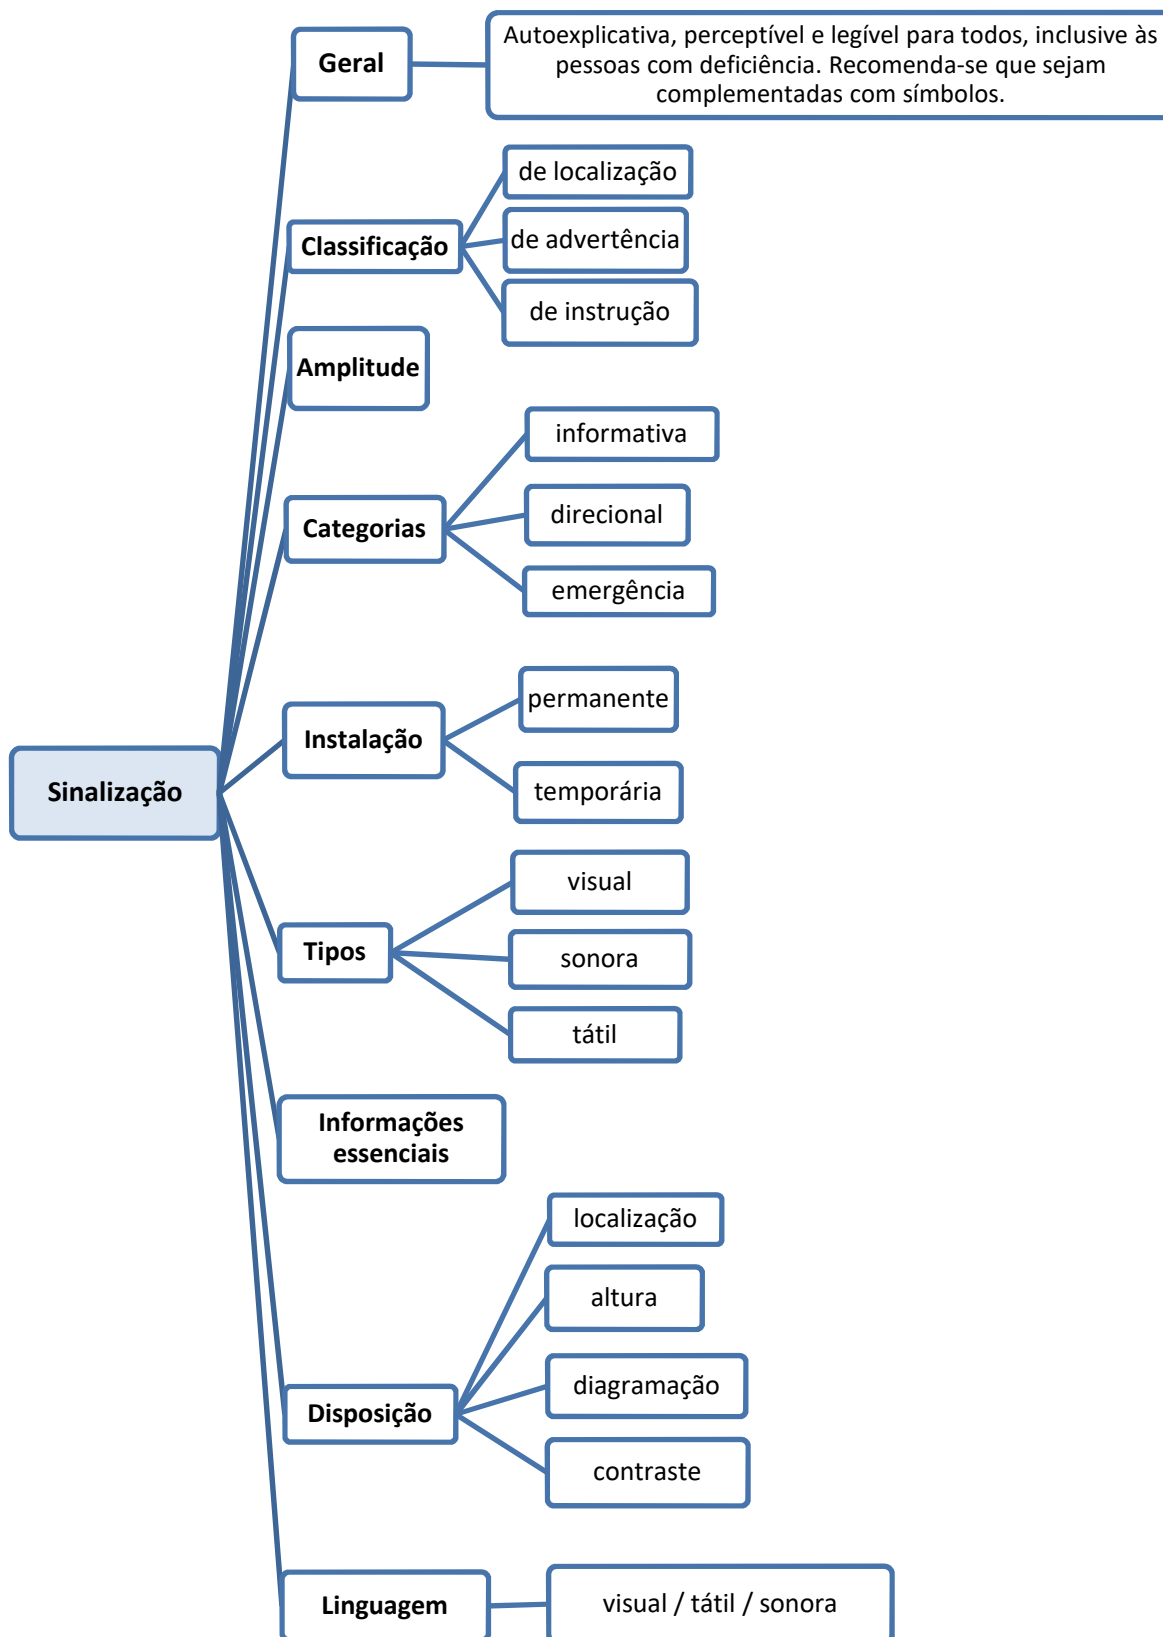 Geral
Autoexplicativa, perceptível e legível para todos, inclusive às
pessoas com deficiência. Recomenda-se que sejam
complementadas com símbolos.
Classificação
de localização
de advertência
de instrução
Amplitude
Categorias
informativa
direcional
emergência
Sinalização
Instalação
permanente
temporária
Tipos
visual
sonora
tátil
Informações
essenciais
Disposição
localização
altura
diagramação
contraste
Linguagem
visual / tátil / sonora